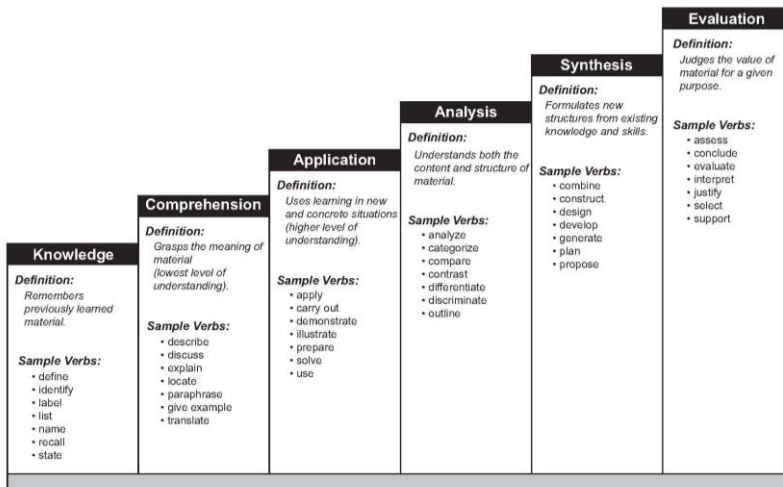 Knowledge
Definition:
Remembers
previously learned
material.
Sample Verbs:
• define
• identify
• label
• list
• name
• recall
• state
Comprehension
Definition:
Grasps the meaning of
material
(lowest level of
understanding).
Sample Verbs:
• describe
• discuss
• explain
• locate
• paraphrase
• give example
• translate
Application
Definition:
Uses learning in new
and concrete situations
(higher level of
understanding).
Sample Verbs:
• apply
• carry out
• demonstrate
• illustrate
• prepare
• solve
• use
Analysis
Definition:
Understands both the
content and structure of
material.
Sample Verbs:
• analyze
• categorize
• compare
• contrast
• differentiate
• discriminate
• outline
Synthesis
Definition:
Formulates new
structures from existing
knowledge and skills.
Sample Verbs:
• combine
• construct
• design
• develop
• generate
• plan
• propose
Evaluation
Definition:
Judges the value of
material for a given
purpose.
Sample Verbs:
• assess
• conclude
• evaluate
• interpret
• justify
• select
• support